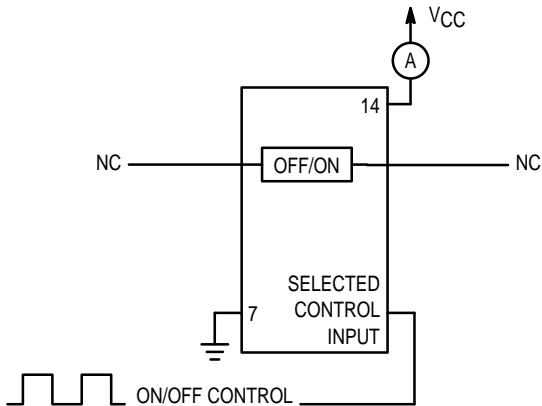 VCC
A
14
NC
OFF/ON
NC
SELECTED
7
CONTROL
INPUT
ON/OFF CONTROL